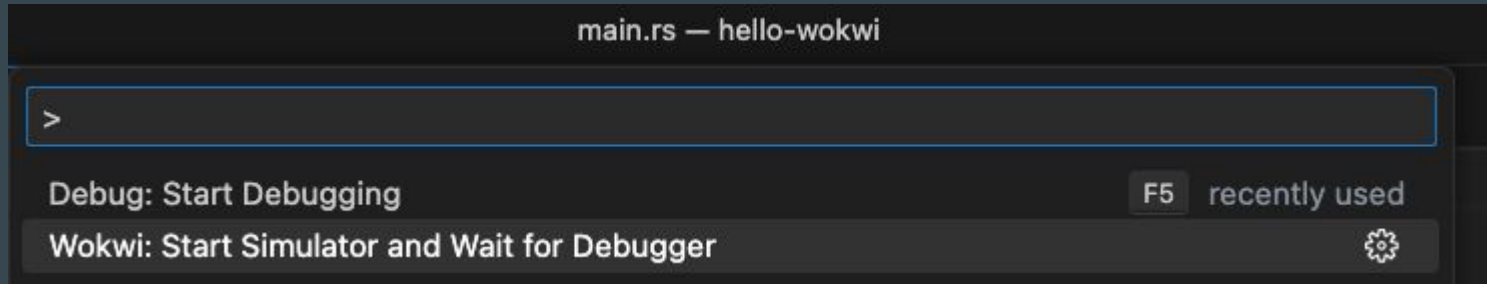 main.rs — hello-wokwi
>
Debug: Start Debugging F5 recently used
Wokwi: Start Simulator and Wait for Debugger